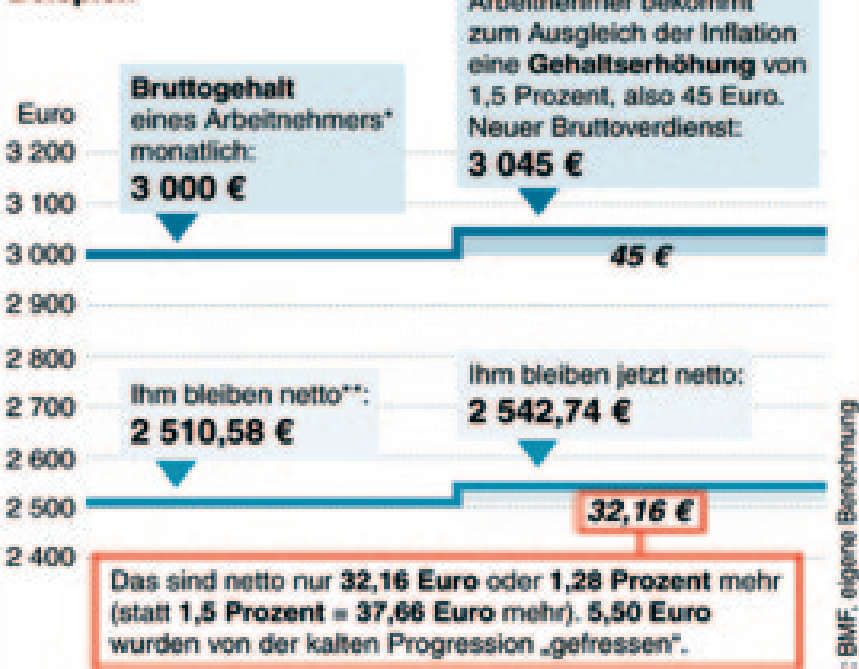 Arbeitnehmer bekommt
zum Ausgleich der Inflation
eine Gehaltserhöhung von
1,5 Prozent, also 45 Euro.
Neuer Bruttoverdienst:
3 045 €
Bruttogehalt
eines Arbeitnehmers*
monatlich:
3 000 €
Euro
3 200
3 100
3 000
2 900
2 800
2 700
2 600
2 500
2 400
45 €
Ihm bleiben netto**:
2 510,58 €
Ihm bleiben jetzt netto:
2 542,74 €
32,16 €
Das sind netto nur 32,16 Euro oder 1,28 Prozent mehr
(statt 1,5 Prozent = 37,66 Euro mehr). 5,50 Euro
wurden von der kalten Progression „gefressen“.
BMF, eigene Berechnung